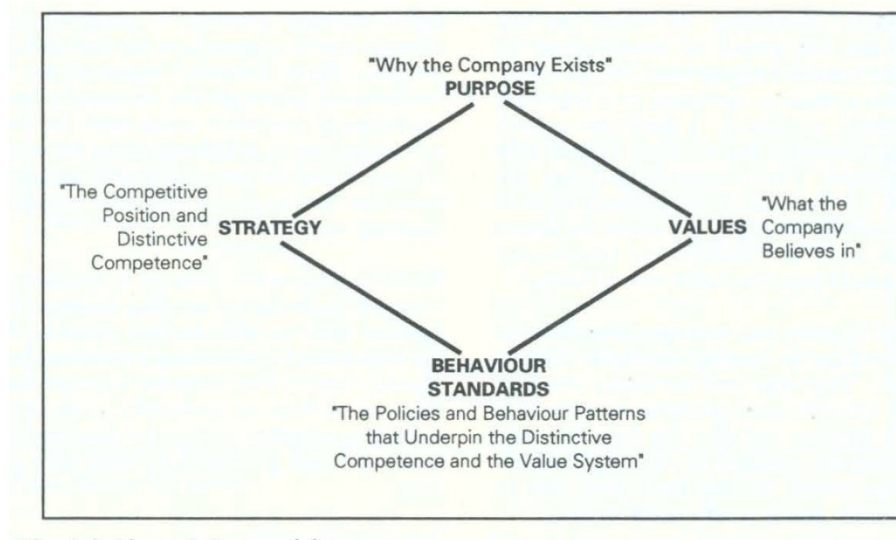 "Why the Company Exists"
PURPOSE
"The Competitive
Position and
Distinctive
Competence"
STRATEGY
VALUES
"What the
Company
Believes in"
BEHAVIOUR
STANDARDS
"The Policies and Behaviour Patterns
that Underpin the Distinctive
Competence and the Value System"